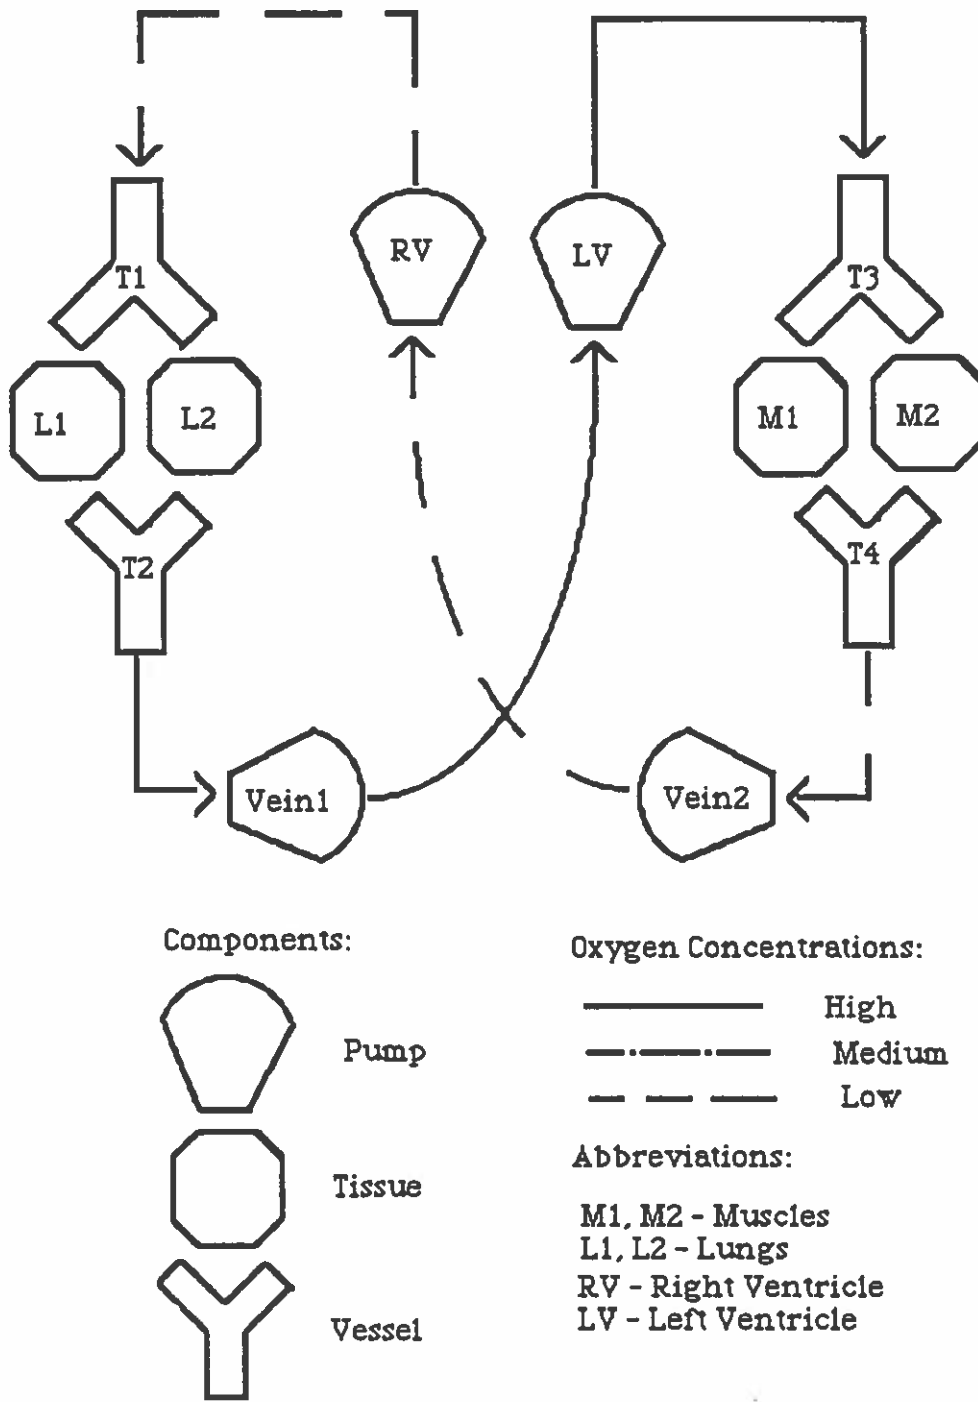 RV
LV
T1
T3
L1
L2
M1
M2
T2
T4
Vein1
Vein2
Components:
Pump
Tissue
Vessel
Oxygen Concentrations:
High
Medium
Low
Abbreviations:
M1, M2 - Muscles
L1, L2 - Lungs
RV - Right Ventricle
LV - Left Ventricle